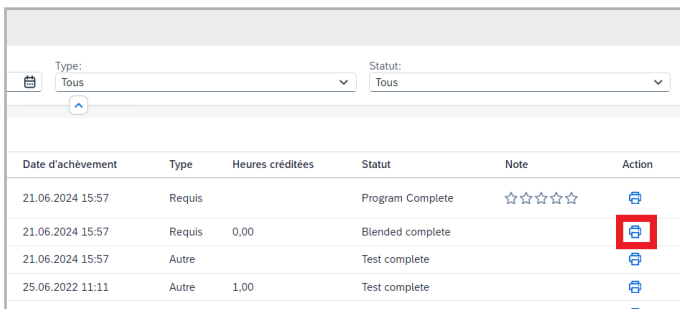 Type: Statut:
Tous Tous
Date d'achèvement Type Heures créditées Statut Note Action
21.06.2024 15:57 Requis Program Complete
21.06.2024 15:57 Requis 0,00 Blended complete
21.06.2024 15:57 Autre Test complete
25.06.2022 11:11 Autre 1,00 Test complete